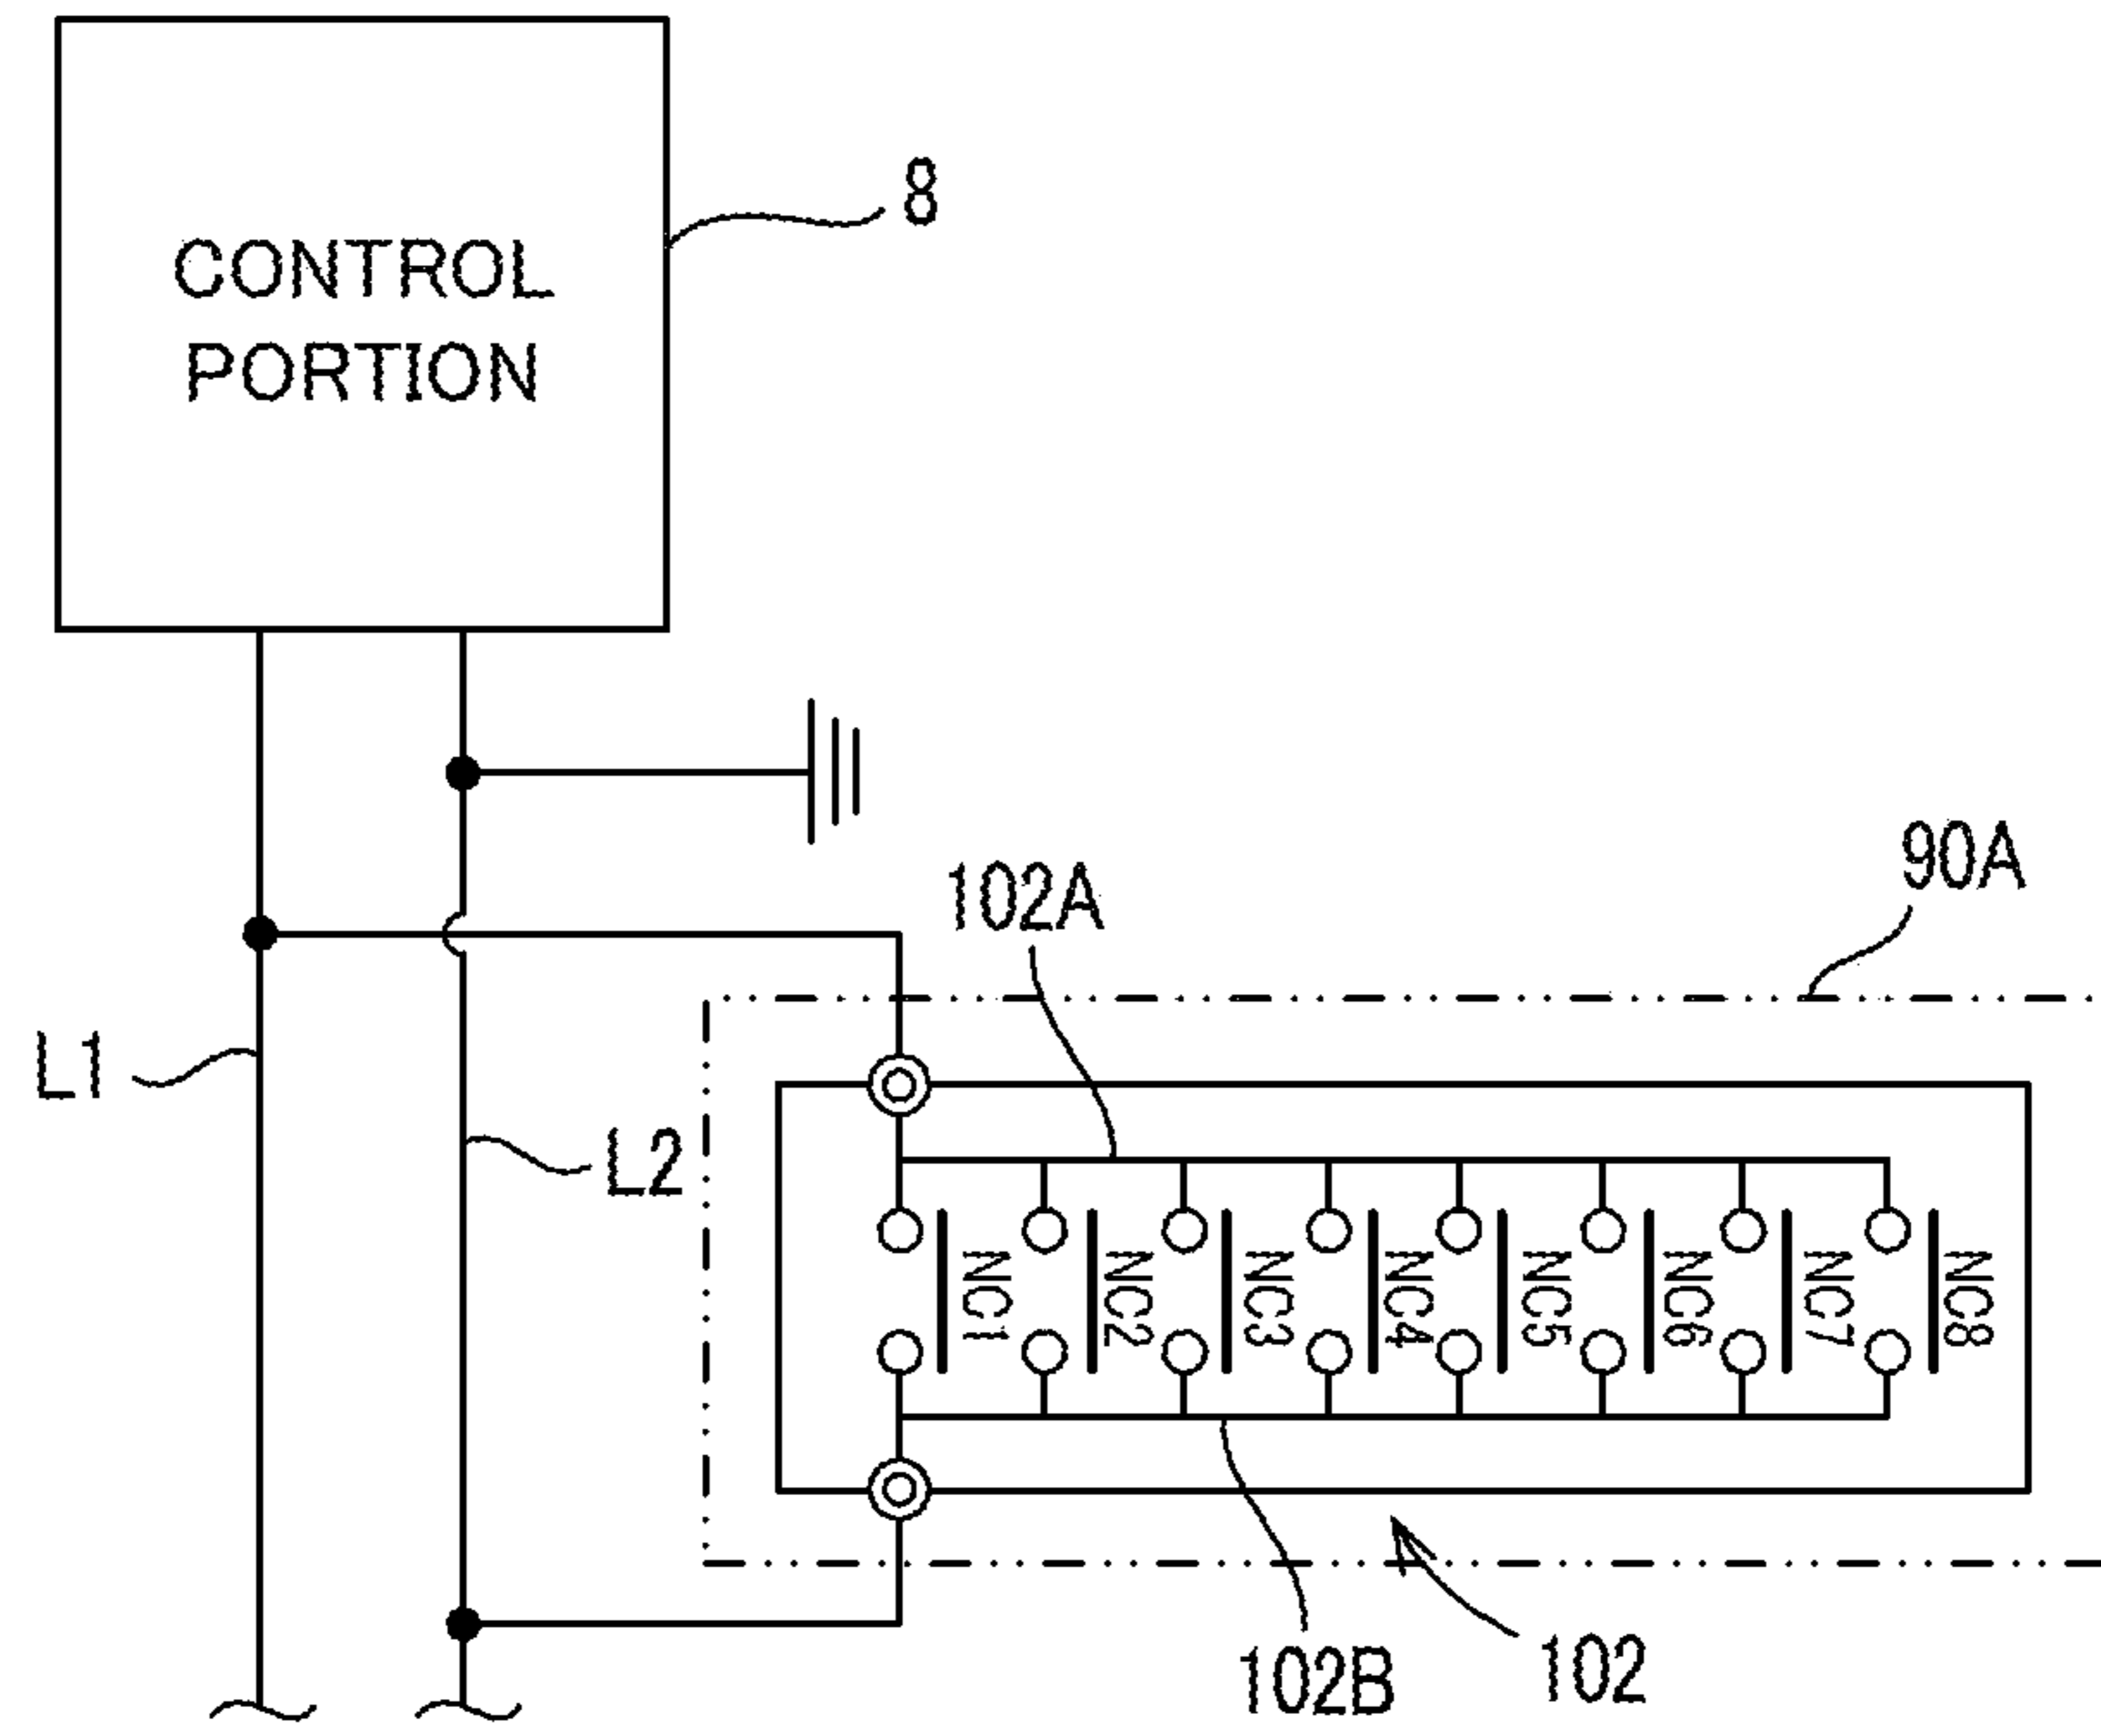 8
CONTROL
PORTION
90A
102A
L1
L2
NC1
NC2
NC3
NC4
NC5
NC6
NC7
NC8
102B
102